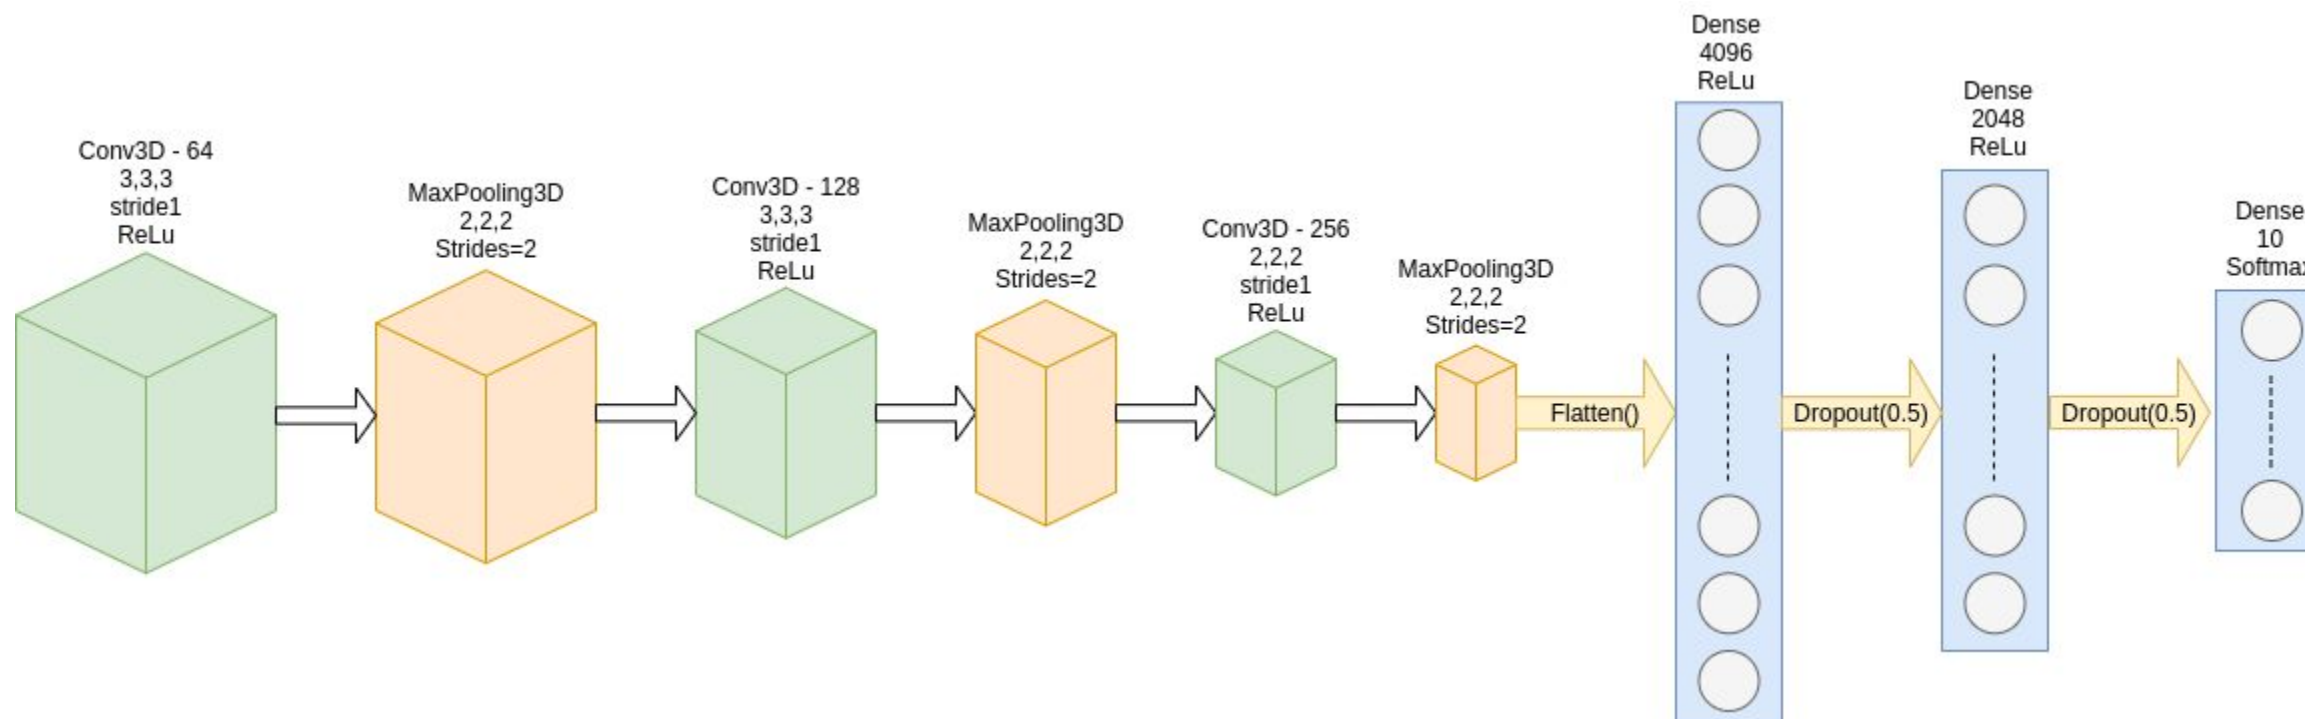 Conv3D - 64
3,3,3
stride1
ReLu
MaxPooling3D
2,2,2
Strides=2
Conv3D - 128
3,3,3
stride1
ReLu
MaxPooling3D
2,2,2
Strides=2
Conv3D - 256
2,2,2
stride1
ReLu
MaxPooling3D
2,2,2
Strides=2
Flatten()
Dense
4096
ReLu
Dropout(0.5)
Dense
2048
ReLu
Dropout(0.5)
Dense
10
Softmax